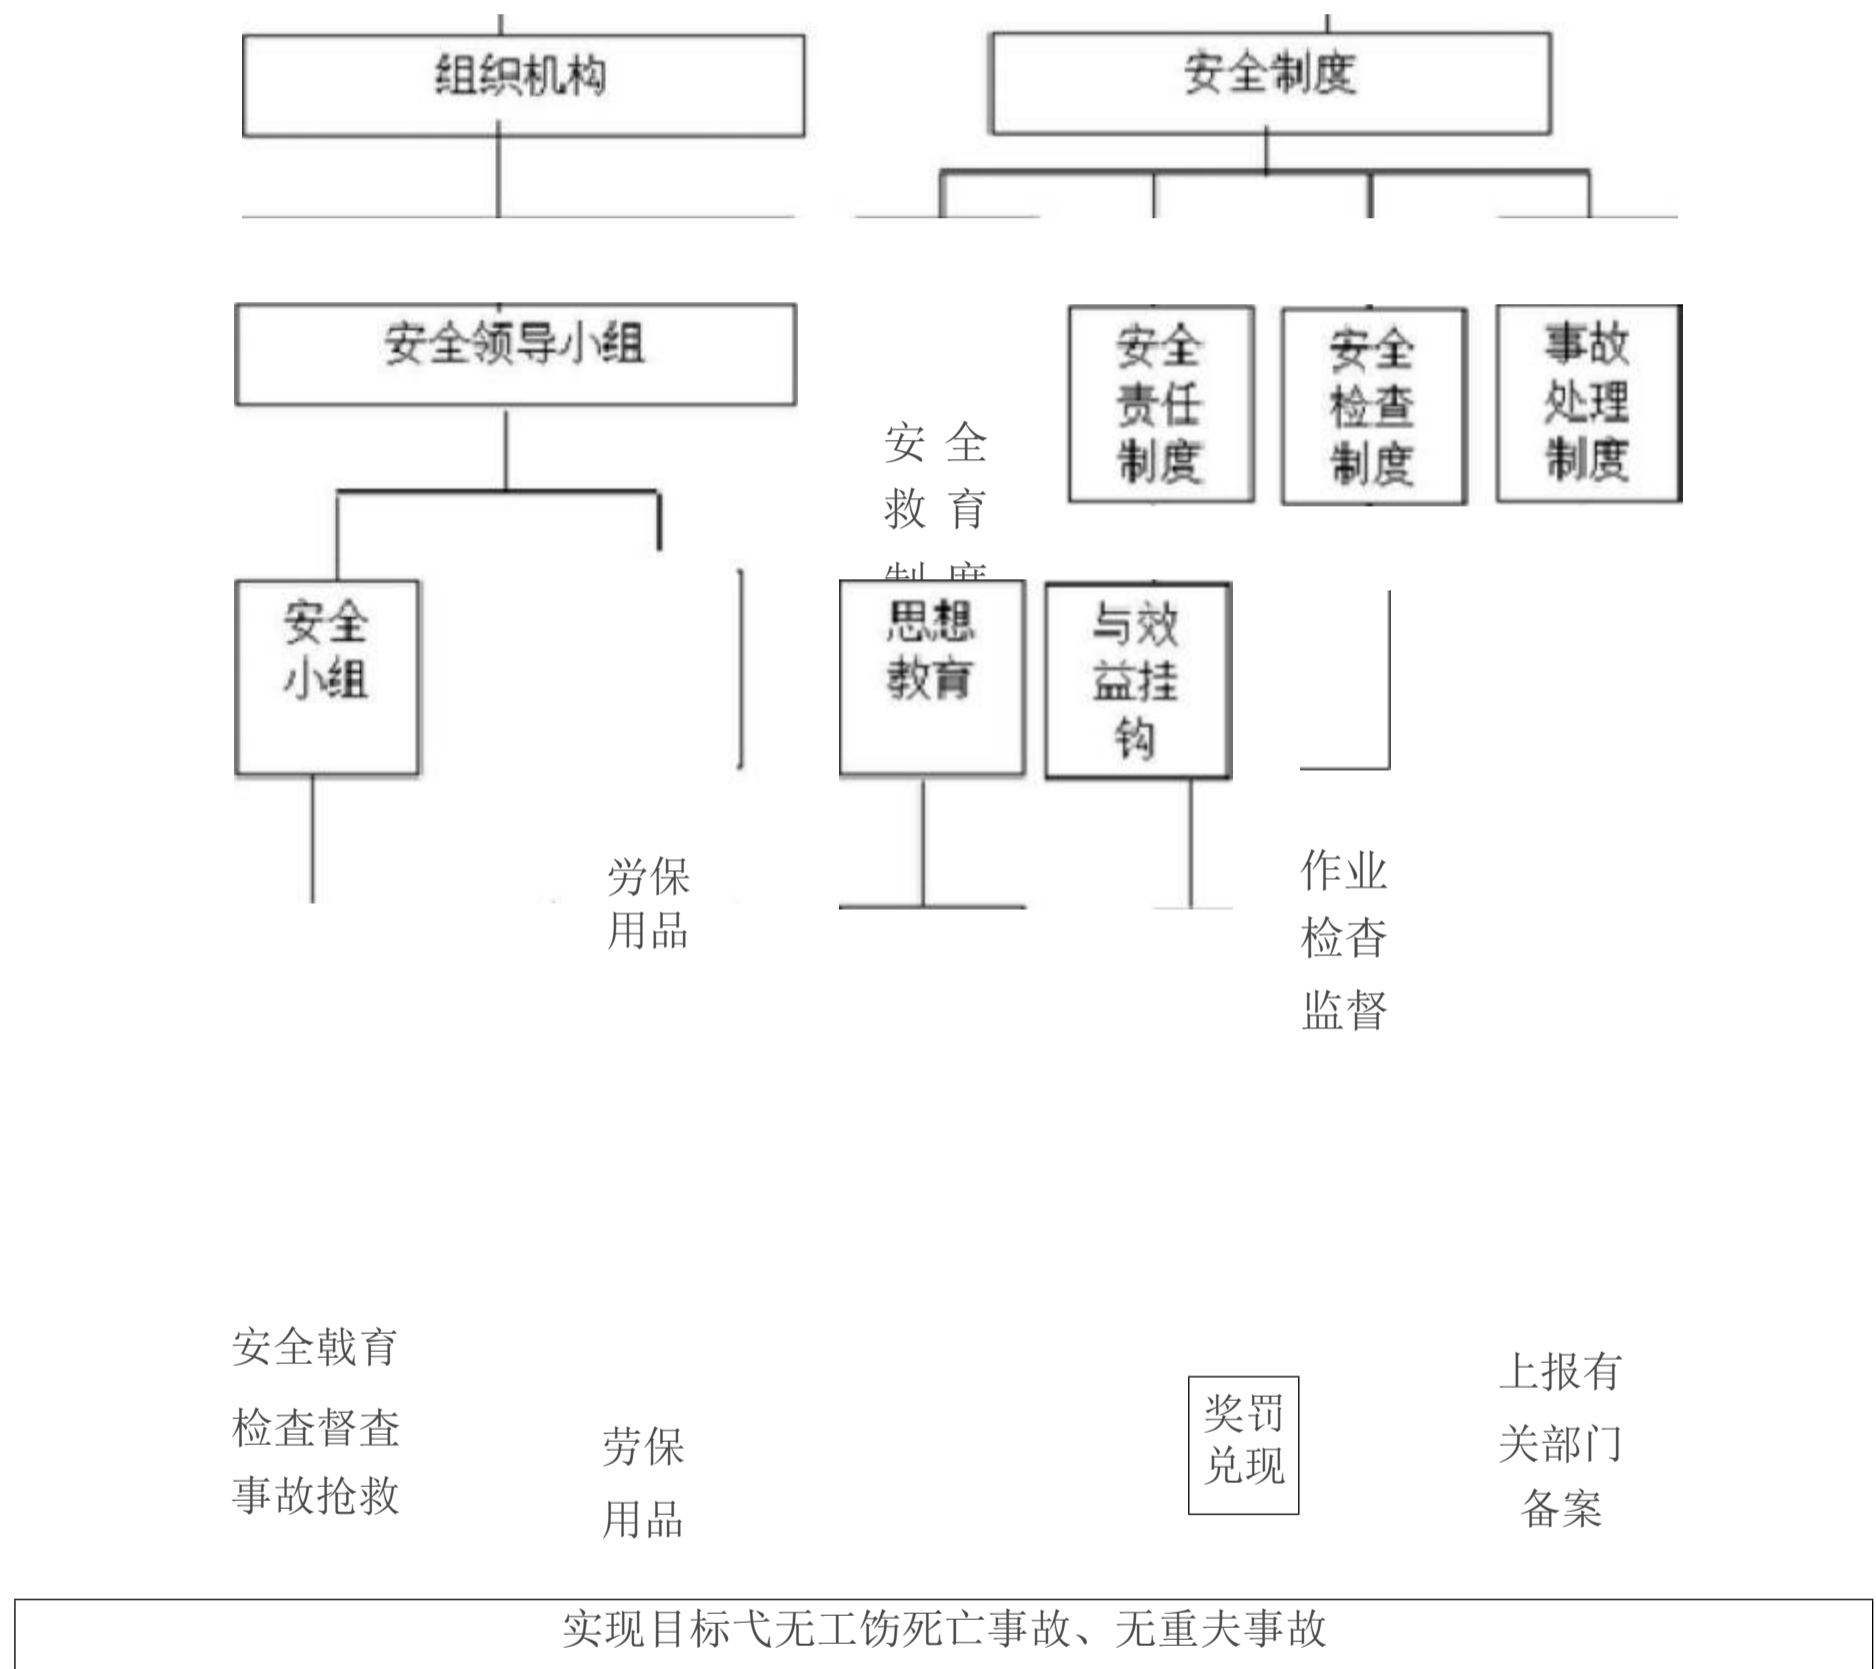 组织机构
安全制度
安全领导小组
安全
责任
制度
安全
检查
制度
事故
处理
制度
安 全
救 育
制 度
安全
小组
思想
教育
与效
益挂
钩
労保
用品
作业
检杳
监督
安全戟育
检查督查
事故抢救
劳保
用品
奖罚
兑现
上报有
关部门
备案
实现目标弋无工饬死亡事故、无重夫事故